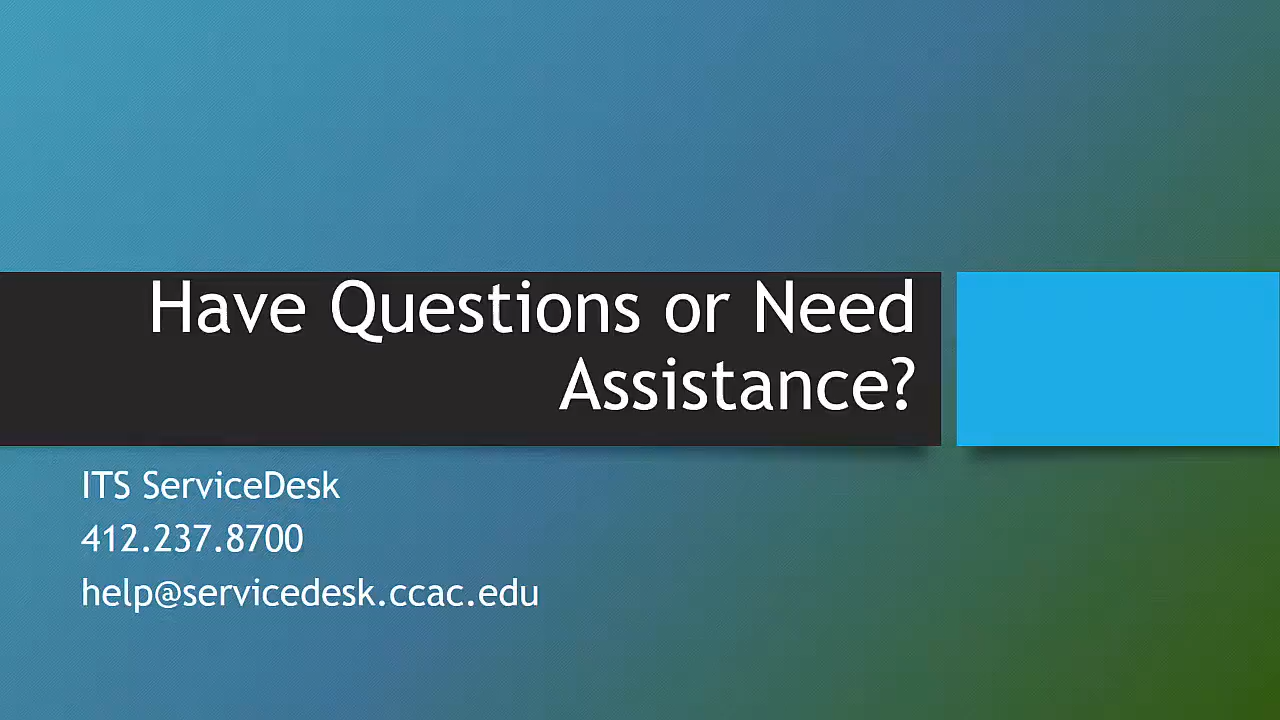 Have Questions or Need
Assistance?
ITS ServiceDesk
412.237.8700
help@servicedesk.ccac.edu